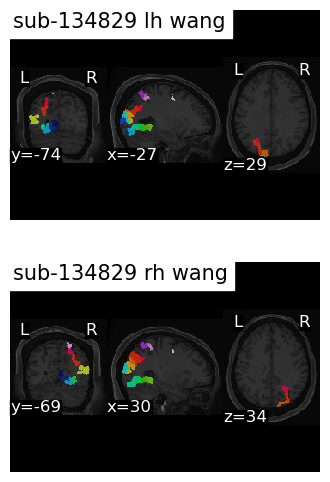 sub-134829 lh wang
L R
L R
y=-74
x=-27
z=29
sub-134829 rh wang
L R
L R
y=-69
x=30
z=34